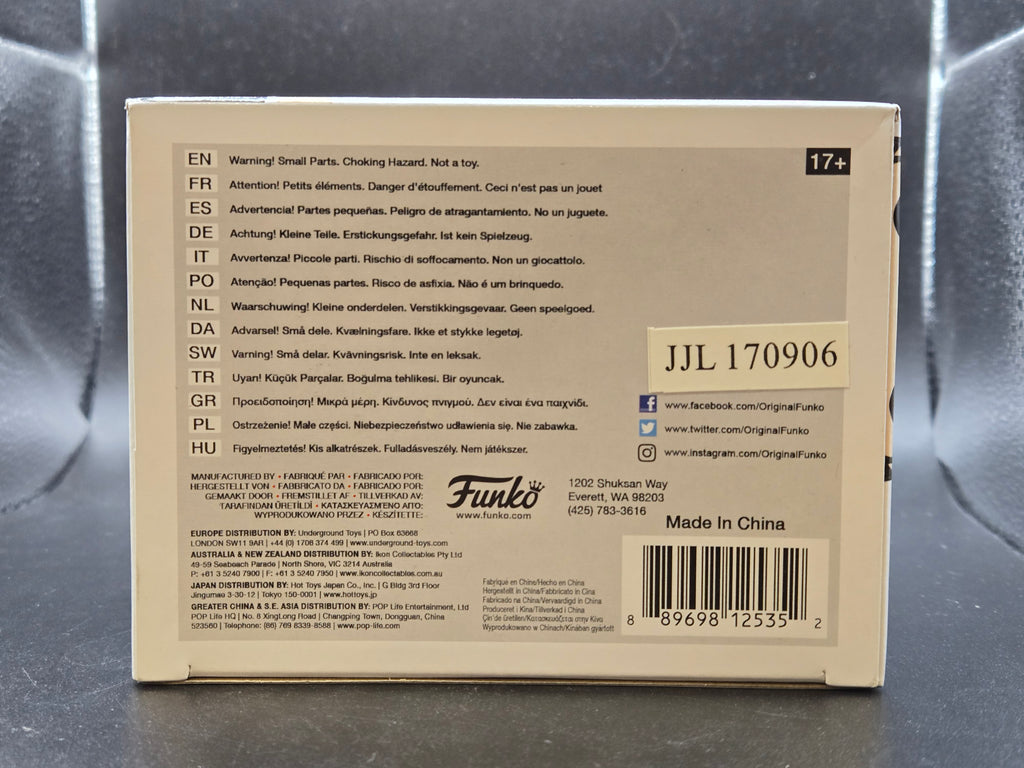 EN Warning! Small Parts. Choking Hazard. Not a toy.
17+
FR Attention! Petits éléments. Danger d'étouffement. Ceci n'est pas un jouet
ES Advertencia! Partes pequeñas. Peligro de atragantamiento. No un juguete.
DE Achtung! Kleine Teile. Erstickungsgefahr. Ist kein Spielzeug.
IT Avvertenza! Piccole parti. Rischio di soffocamento. Non un giocattolo.
PO Atenção! Pequenas partes. Risco de asfixia. Não é um brinquedo.
NL Waarschuwing! Kleine onderdelen. Verstikkingsgevaar. Geen speelgoed.
DA Advarsel! Små dele. Kvælningsfare. Ikke et stykke legetøj.
SW Varning! Små delar. Kvävningsrisk. Inte en leksak.
TR Uyarı! Küçük Parçalar. Boğulma tehlikesi. Bir oyuncak.
GR Προειδοποίηση! Μικρά μέρη. Κίνδυνος πνιγμού. Δεν είναι ένα παιχνίδι.
PL Ostrzeżenie! Małe części. Niebezpieczeństwo udławienia się. Nie zabawka.
HU Figyelmeztetés! Kis alkatrészek. Fulladásveszély. Nem játékszer.
JJL 170906
www.facebook.com/OriginalFunko
www.twitter.com/OriginalFunko
www.instagram.com/OriginalFunko
MANUFACTURED BY • FABRIQUÉ PAR • FABRICADO POR:
HERGESTELLT VON • FABBRICATO DA • FABRICADO POR:
GEMAAKT DOOR • FREMSTILLET AF • TILLVERKAD AV:
TARAFINDAN ÜRETİLDİ • ΚΑΤΑΣΚΕΥΑΣΜΈΝΟ ΑΠΌ:
WYPRODUKOWANO PRZEZ • KÉSZÍTETTE:
Funko
www.funko.com
1202 Shuksan Way
Everett, WA 98203
(425) 783-3616
Made In China
EUROPE DISTRIBUTION BY: Underground Toys | PO Box 63668
LONDON SW11 9AR | +44 (0) 1708 374 499 | www.underground-toys.com
AUSTRALIA & NEW ZEALAND DISTRIBUTION BY: Ikon Collectables Pty Ltd
49-59 Seabeach Parade | North Shore, VIC 3214 Australia
P: +61 3 5240 7900 | F: +61 3 5240 7950 | www.ikoncollectables.com.au
JAPAN DISTRIBUTION BY: Hot Toys Japan Co., Inc. | G Bldg 3rd Floor
Jingumae 3-30-12 | Tokyo 150-0001 | www.hottoys.jp
GREATER CHINA & S.E. ASIA DISTRIBUTION BY: POP Life Entertainment, Ltd
POP Life HQ | No. 8 XingLong Road | Changping Town, Dongguan, China
523560 | Telephone: (86) 769 8339-8588 | www.pop-life.com
Fabriqué en Chine/Hecho en China
Hergestellt in China/Fabbricato in Cina
Fabricado na China/Vervaardigd in China
Produceret i Kina/Tillverkad i China
Çin'de üretilen/Κατασκευάζεται στην Κίνα
Wyprodukowano w Chinach/Kínában gyártott
8 89698 12535 2